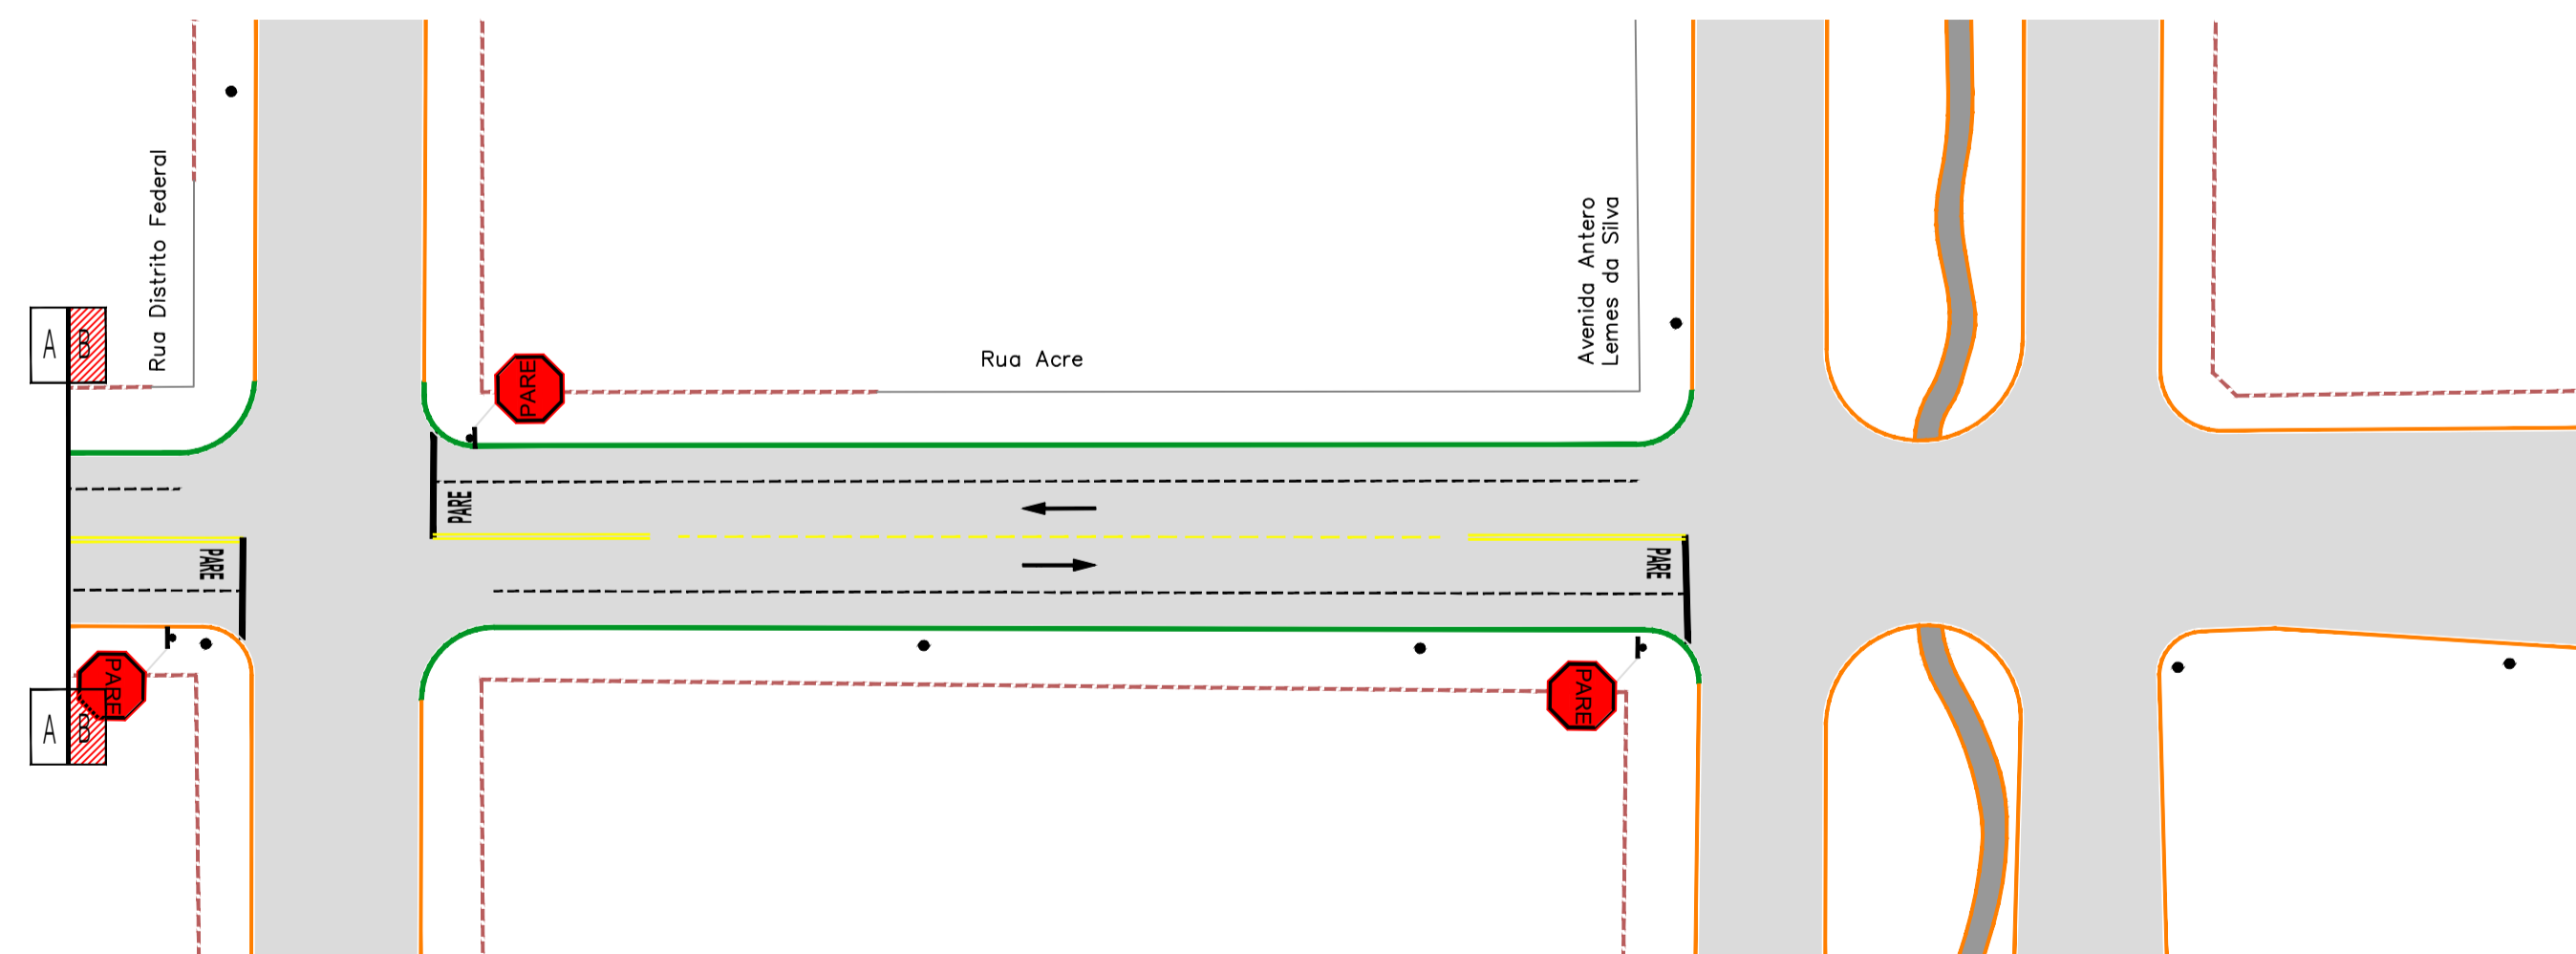 Rua Distrito Federal
A
B
PARE
Rua Acre
Avenida Antero
Lemes da Silva
PARE
PARE
PARE
PARE
A
B
PARE